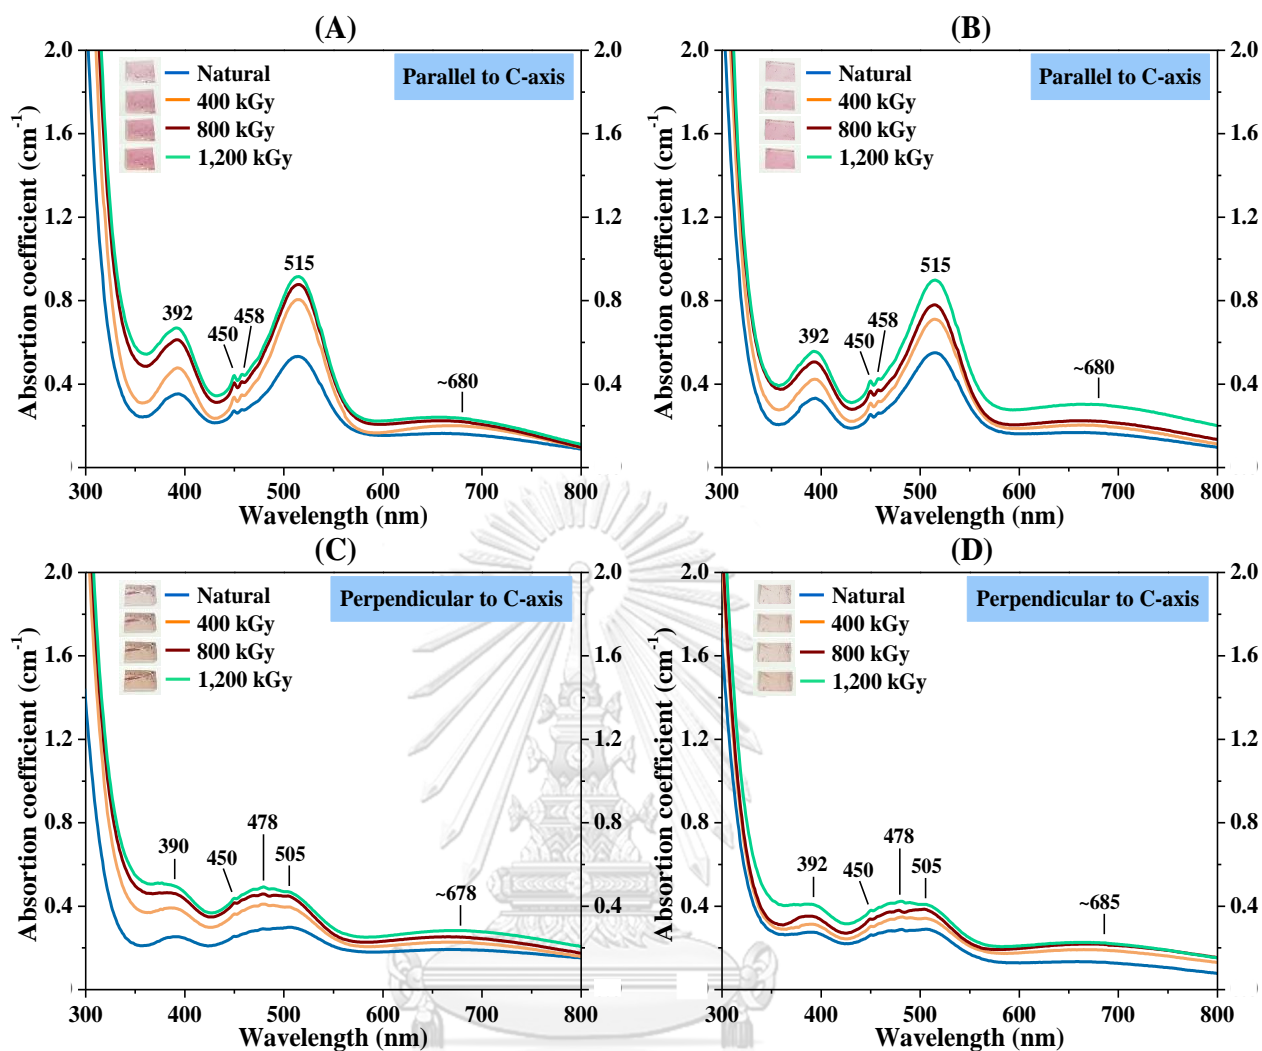 (A)
Absortion coefficient (cm⁻¹)
2.0
1.6
1.2
0.8
0.4
2.0
1.6
1.2
0.8
0.4
Natural
400 kGy
800 kGy
1,200 kGy
Parallel to C-axis
392
450
458
515
~680
300 400 500 600 700 800
Wavelength (nm)
(B)
Absortion coefficient (cm⁻¹)
2.0
1.6
1.2
0.8
0.4
2.0
1.6
1.2
0.8
0.4
Natural
400 kGy
800 kGy
1,200 kGy
Parallel to C-axis
392
450
458
515
~680
300 400 500 600 700 800
Wavelength (nm)
(C)
Absortion coefficient (cm⁻¹)
2.0
1.6
1.2
0.8
0.4
2.0
1.6
1.2
0.8
0.4
Natural
400 kGy
800 kGy
1,200 kGy
Perpendicular to C-axis
390
450
478
505
~678
300 400 500 600 700 800
Wavelength (nm)
(D)
Absortion coefficient (cm⁻¹)
2.0
1.6
1.2
0.8
0.4
2.0
1.6
1.2
0.8
0.4
Natural
400 kGy
800 kGy
1,200 kGy
Perpendicular to C-axis
392
450
478
505
~685
300 400 500 600 700 800
Wavelength (nm)